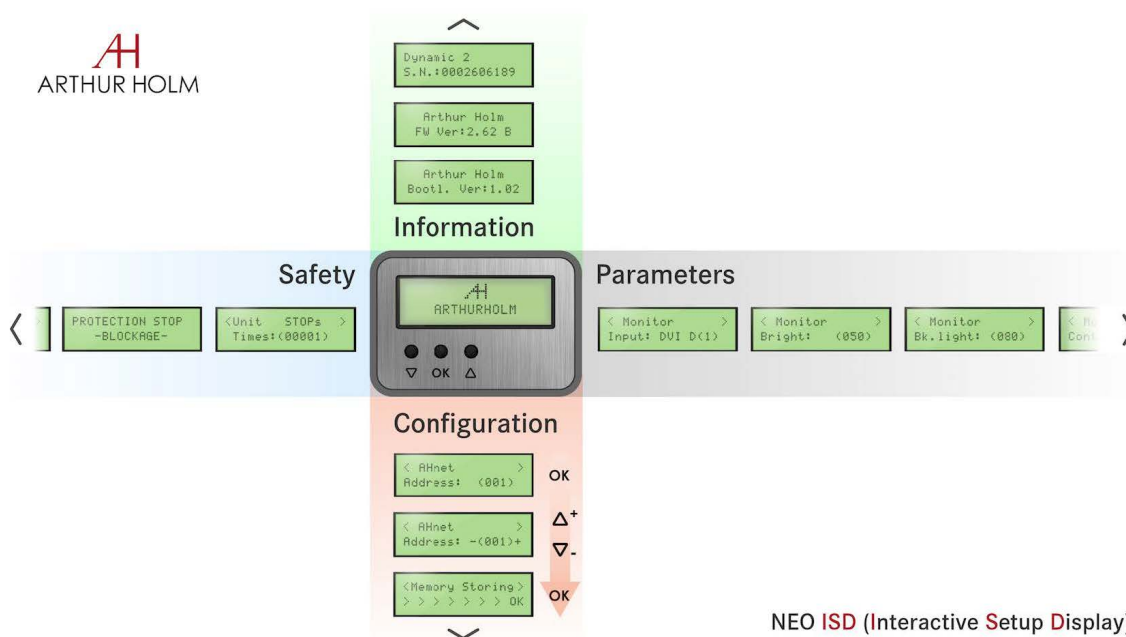 AH
ARTHUR HOLM
Dynamic 2
S.N.:0002606189
Arthur Holm
FW Ver:2.62 B
Arthur Holm
Bootl. Ver:1.02
Information
Safety
PROTECTION STOP
-BLOCKAGE-
<Unit STOPs >
Times:(00001)
AH
ARTHURHOLM
▽ OK △
Parameters
< Monitor >
Input: DVI D(1)
< Monitor >
Bright: (050)
< Monitor >
Bk.light: (080)
Configuration
< AHnet >
Address: (001)
OK
< AHnet >
Address: -(001)+
△+
▽-
<Memory Storing>
> > > > > > > OK
OK
NEO ISD (Interactive Setup Display)